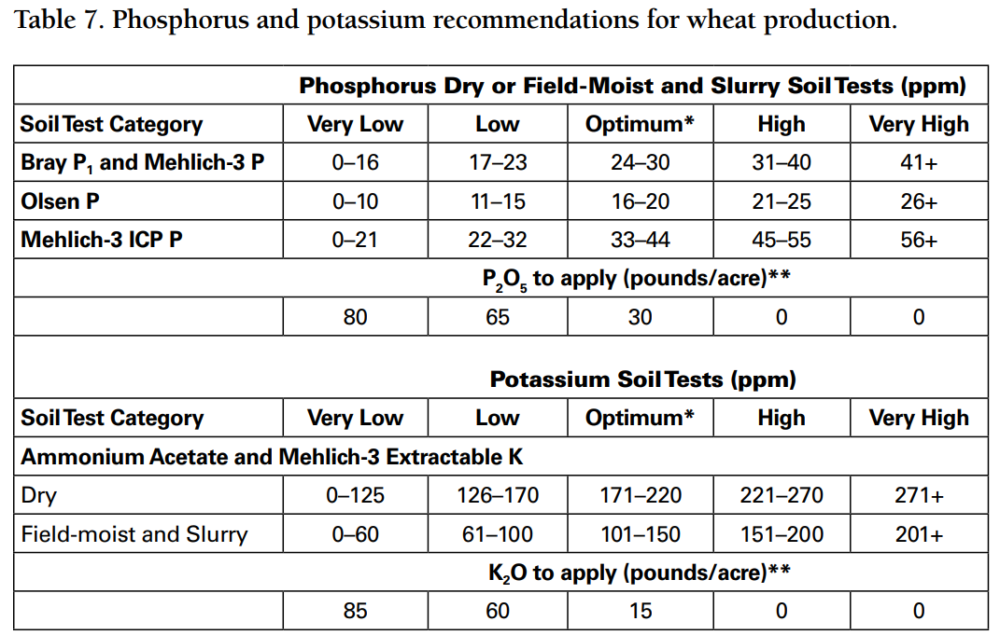 Table 7. Phosphorus and potassium recommendations for wheat production.
Phosphorus Dry or Field-Moist and Slurry Soil Tests (ppm)
Soil Test Category Very Low Low Optimum* High Very High
Bray P1 and Mehlich-3 P 0–16 17–23 24–30 31–40 41+
Olsen P 0–10 11–15 16–20 21–25 26+
Mehlich-3 ICP P 0–21 22–32 33–44 45–55 56+
P2O5 to apply (pounds/acre)**
80 65 30 0 0
Potassium Soil Tests (ppm)
Soil Test Category Very Low Low Optimum* High Very High
Ammonium Acetate and Mehlich-3 Extractable K
Dry 0–125 126–170 171–220 221–270 271+
Field-moist and Slurry 0–60 61–100 101–150 151–200 201+
K2O to apply (pounds/acre)**
85 60 15 0 0